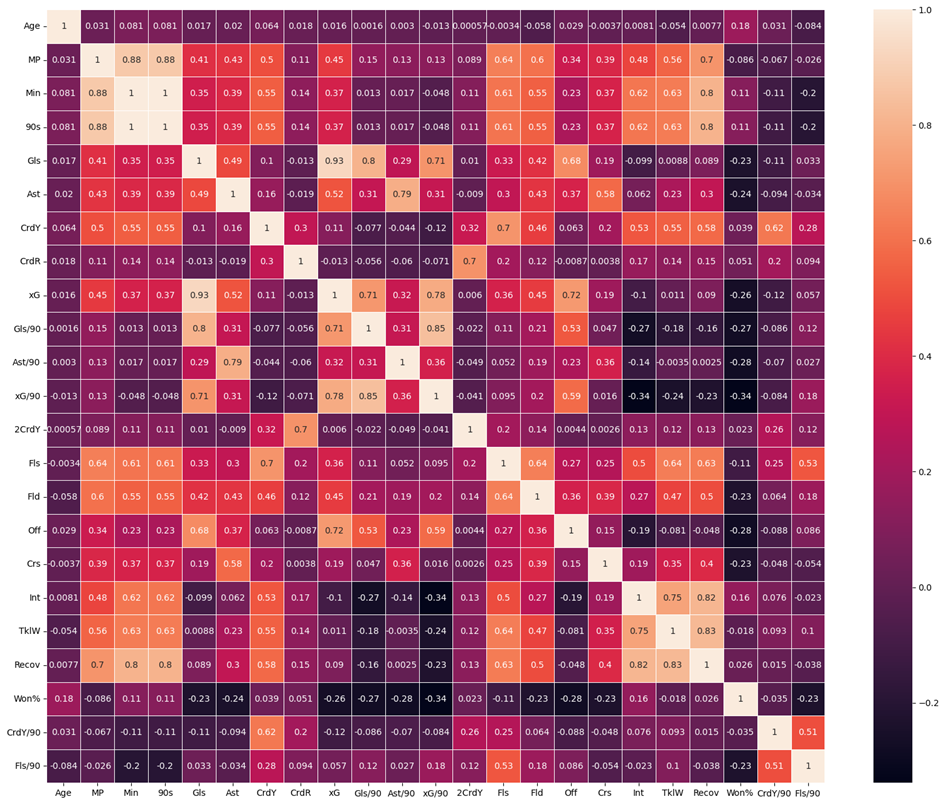 Age 1 0.031 0.081 0.081 0.017 0.02 0.064 0.018 0.016 0.0016 0.003 -0.013 0.00057 -0.0034 -0.058 0.029 -0.0037 0.0081 -0.054 0.0077 0.18 0.031 -0.084 1.0
MP 0.031 1 0.88 0.88 0.41 0.43 0.5 0.11 0.45 0.15 0.13 0.13 0.089 0.64 0.6 0.34 0.39 0.48 0.56 0.7 -0.086 -0.067 -0.026
Min 0.081 0.88 1 1 0.35 0.39 0.55 0.14 0.37 0.013 0.017 -0.048 0.11 0.61 0.55 0.23 0.37 0.62 0.63 0.8 0.11 -0.11 -0.2
0.8
90s 0.081 0.88 1 1 0.35 0.39 0.55 0.14 0.37 0.013 0.017 -0.048 0.11 0.61 0.55 0.23 0.37 0.62 0.63 0.8 0.11 -0.11 -0.2
Gls 0.017 0.41 0.35 0.35 1 0.49 0.1 -0.013 0.93 0.8 0.29 0.71 0.01 0.33 0.42 0.68 0.19 -0.099 0.0088 0.089 -0.23 -0.11 0.033
Ast 0.02 0.43 0.39 0.39 0.49 1 0.16 -0.019 0.52 0.31 0.79 0.31 -0.009 0.3 0.43 0.37 0.58 0.062 0.23 0.3 -0.24 -0.094 -0.034
CrdY 0.064 0.5 0.55 0.55 0.1 0.16 1 0.3 0.11 -0.077 -0.044 -0.12 0.32 0.7 0.46 0.063 0.2 0.53 0.55 0.58 0.039 0.62 0.28
0.6
CrdR 0.018 0.11 0.14 0.14 -0.013 -0.019 0.3 1 -0.013 -0.056 -0.06 -0.071 0.7 0.2 0.12 -0.0087 0.0038 0.17 0.14 0.15 0.051 0.2 0.094
xG 0.016 0.45 0.37 0.37 0.93 0.52 0.11 -0.013 1 0.71 0.32 0.78 0.006 0.36 0.45 0.72 0.19 -0.1 0.011 0.09 -0.26 -0.12 0.057
Gls/90 0.0016 0.15 0.013 0.013 0.8 0.31 -0.077 -0.056 0.71 1 0.31 0.85 -0.022 0.11 0.21 0.53 0.047 -0.27 -0.18 -0.16 -0.27 -0.086 0.12
Ast/90 0.003 0.13 0.017 0.017 0.29 0.79 -0.044 -0.06 0.32 0.31 1 0.36 -0.049 0.052 0.19 0.23 0.36 -0.14 -0.0035 0.0025 -0.28 -0.07 0.027
0.4
xG/90 -0.013 0.13 -0.048 -0.048 0.71 0.31 -0.12 -0.071 0.78 0.85 0.36 1 -0.041 0.095 0.2 0.59 0.016 -0.34 -0.24 -0.23 -0.34 -0.084 0.18
2CrdY 0.00057 0.089 0.11 0.11 0.01 -0.009 0.32 0.7 0.006 -0.022 -0.049 -0.041 1 0.2 0.14 0.0044 0.0026 0.13 0.12 0.13 0.023 0.26 0.12
Fls -0.0034 0.64 0.61 0.61 0.33 0.3 0.7 0.2 0.36 0.11 0.052 0.095 0.2 1 0.64 0.27 0.25 0.5 0.64 0.63 -0.11 0.25 0.53
0.2
Fld -0.058 0.6 0.55 0.55 0.42 0.43 0.46 0.12 0.45 0.21 0.19 0.2 0.14 0.64 1 0.36 0.39 0.27 0.47 0.5 -0.23 0.064 0.18
Off 0.029 0.34 0.23 0.23 0.68 0.37 0.063 -0.0087 0.72 0.53 0.23 0.59 0.0044 0.27 0.36 1 0.15 -0.19 -0.081 -0.048 -0.28 -0.088 0.086
Crs -0.0037 0.39 0.37 0.37 0.19 0.58 0.2 0.0038 0.19 0.047 0.36 0.016 0.0026 0.25 0.39 0.15 1 0.19 0.35 0.4 -0.23 -0.048 -0.054
Int 0.0081 0.48 0.62 0.62 -0.099 0.062 0.53 0.17 -0.1 -0.27 -0.14 -0.34 0.13 0.5 0.27 -0.19 0.19 1 0.75 0.82 0.16 0.076 -0.023
0.0
TklW -0.054 0.56 0.63 0.63 0.0088 0.23 0.55 0.14 0.011 -0.18 -0.0035 -0.24 0.12 0.64 0.47 -0.081 0.35 0.75 1 0.83 -0.018 0.093 0.1
Recov 0.0077 0.7 0.8 0.8 0.089 0.3 0.58 0.15 0.09 -0.16 0.0025 -0.23 0.13 0.63 0.5 -0.048 0.4 0.82 0.83 1 0.026 0.015 -0.038
Won% 0.18 -0.086 0.11 0.11 -0.23 -0.24 0.039 0.051 -0.26 -0.27 -0.28 -0.34 0.023 -0.11 -0.23 -0.28 -0.23 0.16 -0.018 0.026 1 -0.035 -0.23
−0.2
CrdY/90 0.031 -0.067 -0.11 -0.11 -0.11 -0.094 0.62 0.2 -0.12 -0.086 -0.07 -0.084 0.26 0.25 0.064 -0.088 -0.048 0.076 0.093 0.015 -0.035 1 0.51
Fls/90 -0.084 -0.026 -0.2 -0.2 0.033 -0.034 0.28 0.094 0.057 0.12 0.027 0.18 0.12 0.53 0.18 0.086 -0.054 -0.023 0.1 -0.038 -0.23 0.51 1
Age MP Min 90s Gls Ast CrdY CrdR xG Gls/90 Ast/90 xG/90 2CrdY Fls Fld Off Crs Int TklW Recov Won% CrdY/90 Fls/90